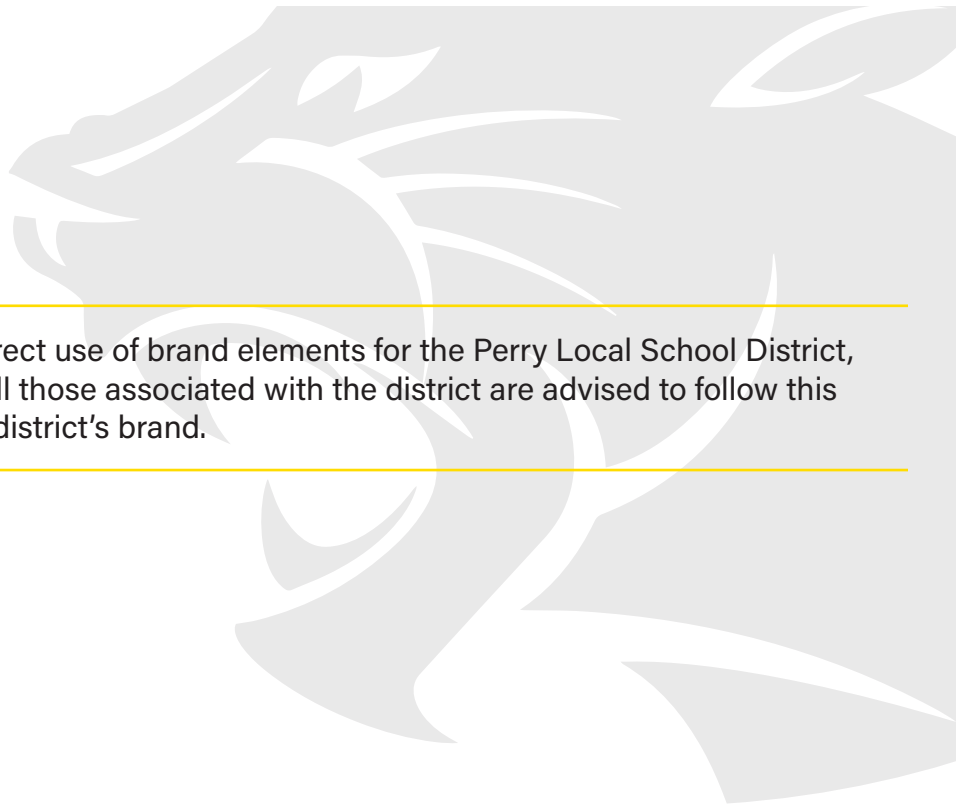 rect use of brand elements for the Perry Local School District,
ll those associated with the district are advised to follow this
district's brand.